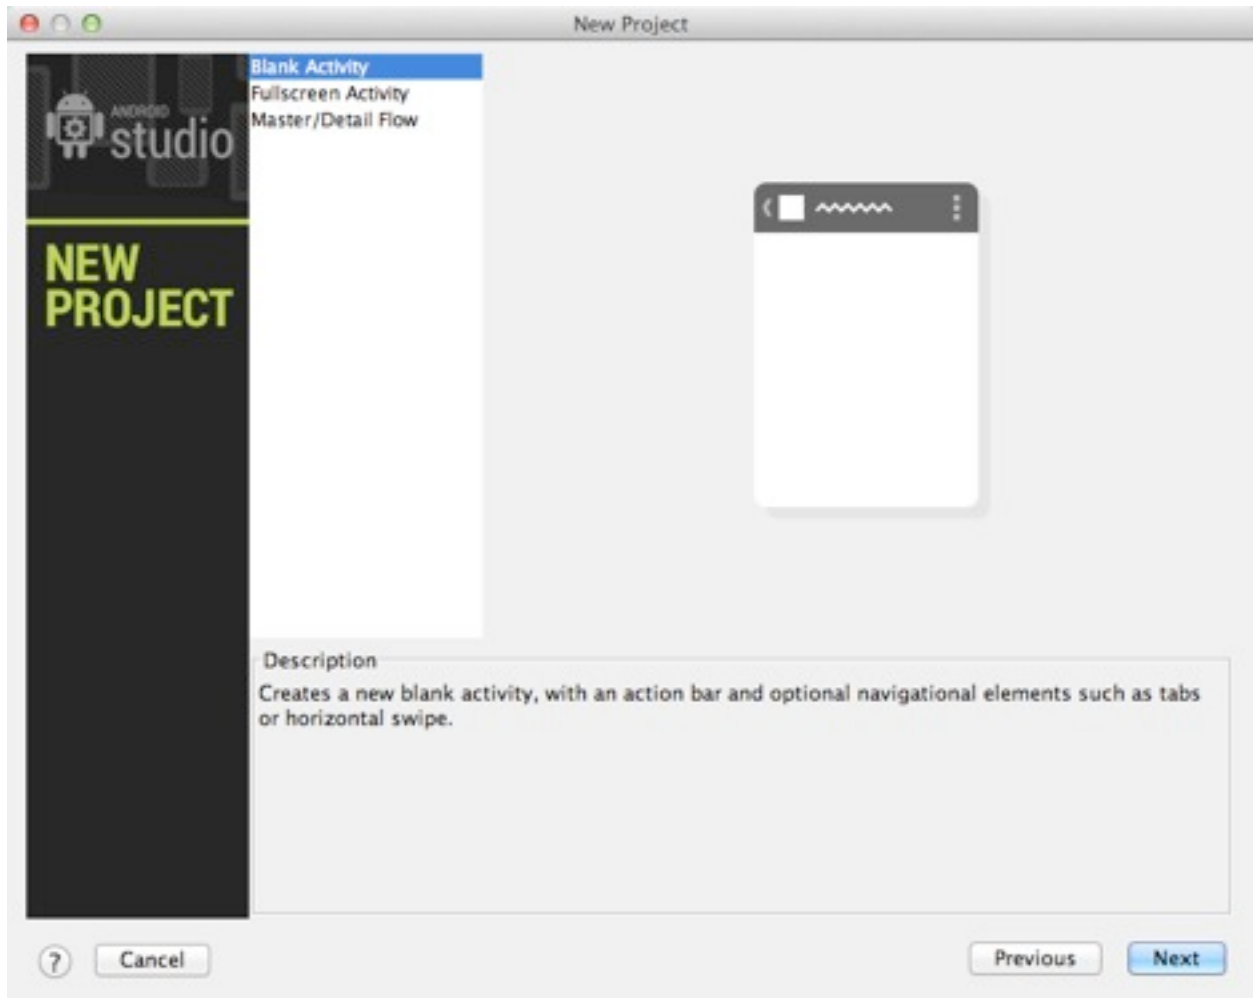 New Project
ANDROID
studio
NEW
PROJECT
Blank Activity
Fullscreen Activity
Master/Detail Flow
Description
Creates a new blank activity, with an action bar and optional navigational elements such as tabs
or horizontal swipe.
?
Cancel
Previous
Next